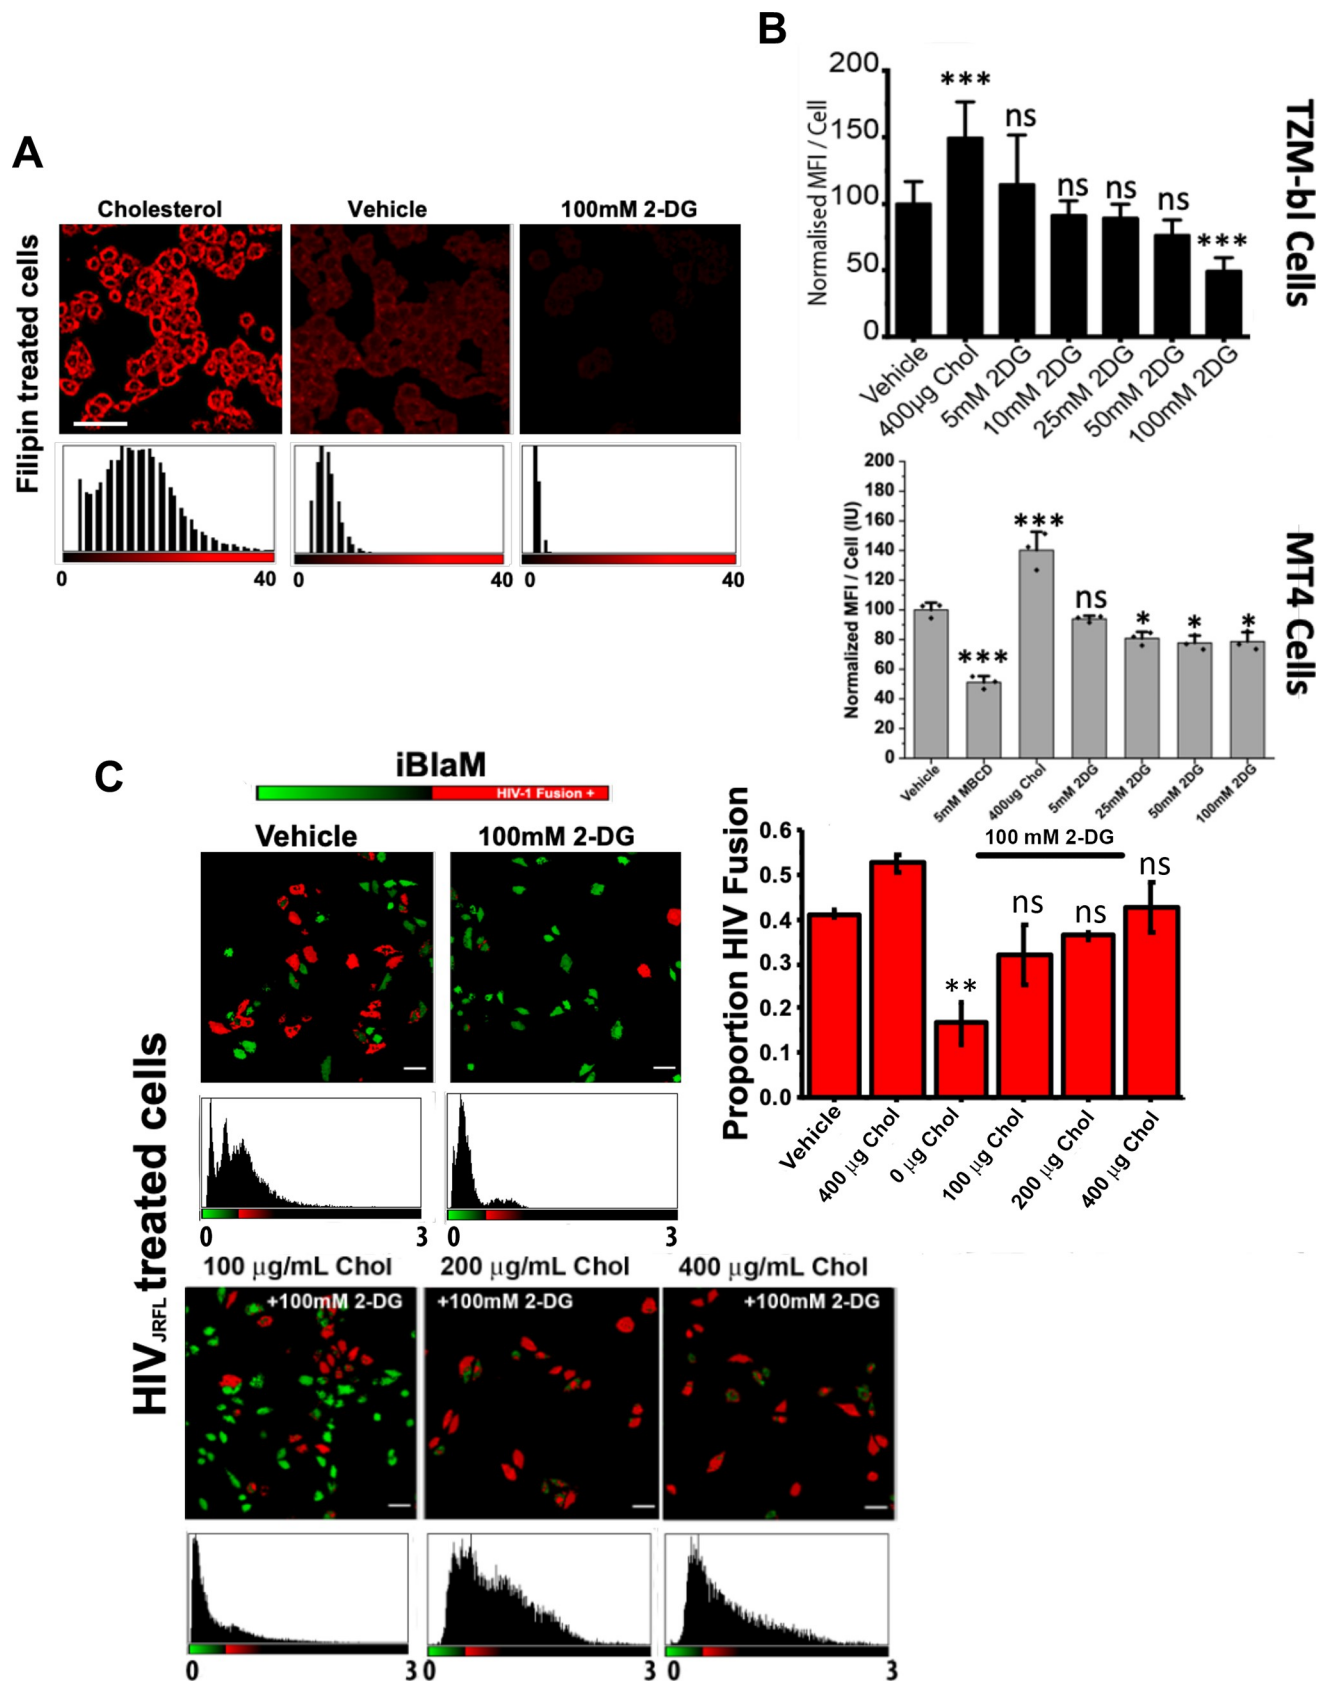 A
Cholesterol
Vehicle
100mM 2-DG
Filipin treated cells
0
40
0
40
0
40
B
Normalised MFI / Cell
200
150
100
50
0
***
ns
ns
ns
ns
***
Vehicle
400µg Chol
5mM 2DG
10mM 2DG
25mM 2DG
50mM 2DG
100mM 2DG
TZM-bl Cells
Normalized MFI / Cell (IU)
200
180
160
140
120
100
80
60
40
20
0
***
***
ns
*
*
*
Vehicle
5mM MBCD
400ug Chol
5mM 2DG
25mM 2DG
50mM 2DG
100mM 2DG
MT4 Cells
C
iBlaM
HIV-1 Fusion +
Vehicle
100mM 2-DG
HIVJRFL treated cells
0
3
0
3
100 µg/mL Chol
200 µg/mL Chol
400 µg/mL Chol
+100mM 2-DG
+100mM 2-DG
+100mM 2-DG
0
3
0
3
0
3
Proportion HIV Fusion
0.6
0.5
0.4
0.3
0.2
0.1
0.0
100 mM 2-DG
**
ns
ns
ns
Vehicle
400 µg Chol
0 µg Chol
100 µg Chol
200 µg Chol
400 µg Chol